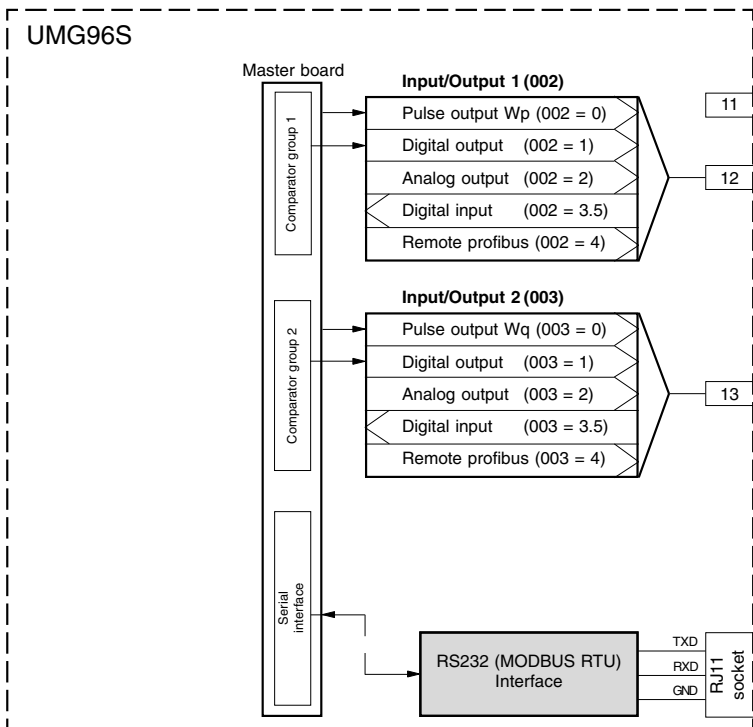 UMG96S
Master board
Comparator group 1
Input/Output 1 (002)
Pulse output Wp (002 = 0)
Digital output (002 = 1)
Analog output (002 = 2)
Digital input (002 = 3.5)
Remote profibus (002 = 4)
11
12
Comparator group 2
Input/Output 2 (003)
Pulse output Wq (003 = 0)
Digital output (003 = 1)
Analog output (003 = 2)
Digital input (003 = 3.5)
Remote profibus (003 = 4)
13
Serial
interface
RS232 (MODBUS RTU)
Interface
TXD
RXD
GND
RJ11
socket